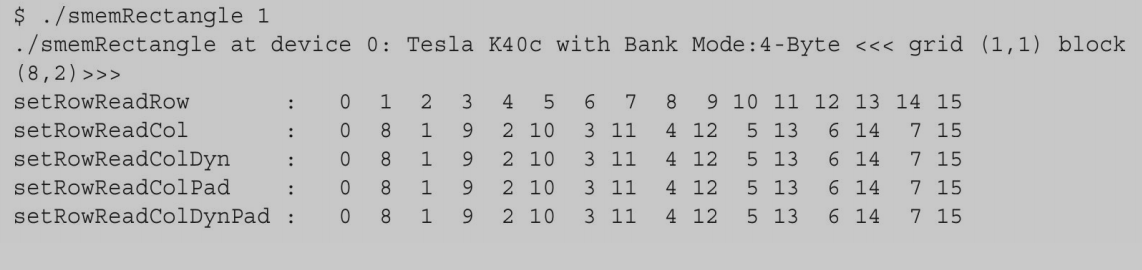 $ ./smemRectangle 1
./smemRectangle at device 0: Tesla K40c with Bank Mode:4-Byte <<< grid (1,1) block
(8,2)>>>
setRowReadRow       :   0  1  2  3  4  5  6  7  8  9 10 11 12 13 14 15
setRowReadCol       :   0  8  1  9  2 10  3 11  4 12  5 13  6 14  7 15
setRowReadColDyn    :   0  8  1  9  2 10  3 11  4 12  5 13  6 14  7 15
setRowReadColPad    :   0  8  1  9  2 10  3 11  4 12  5 13  6 14  7 15
setRowReadColDynPad :   0  8  1  9  2 10  3 11  4 12  5 13  6 14  7 15